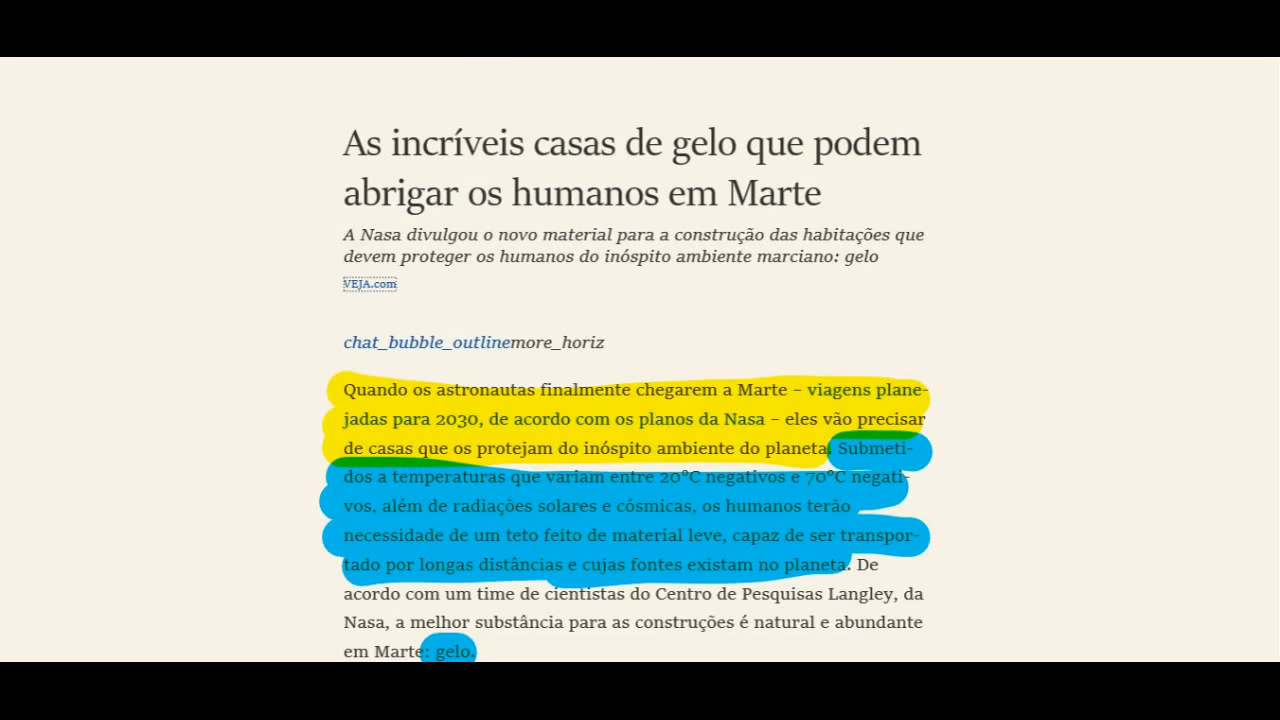 As incríveis casas de gelo que podem
abrigar os humanos em Marte
A Nasa divulgou o novo material para a construção das habitações que
devem proteger os humanos do inóspito ambiente marciano: gelo
VEJA.com
chat_bubble_outlinemore_horiz
Quando os astronautas finalmente chegarem a Marte – viagens plane-
jadas para 2030, de acordo com os planos da Nasa – eles vão precisar
de casas que os protejam do inóspito ambiente do planeta. Submeti-
dos a temperaturas que variam entre 20°C negativos e 70°C negati-
vos, além de radiações solares e cósmicas, os humanos terão
necessidade de um teto feito de material leve, capaz de ser transpor-
tado por longas distâncias e cujas fontes existam no planeta. De
acordo com um time de cientistas do Centro de Pesquisas Langley, da
Nasa, a melhor substância para as construções é natural e abundante
em Marte: gelo.